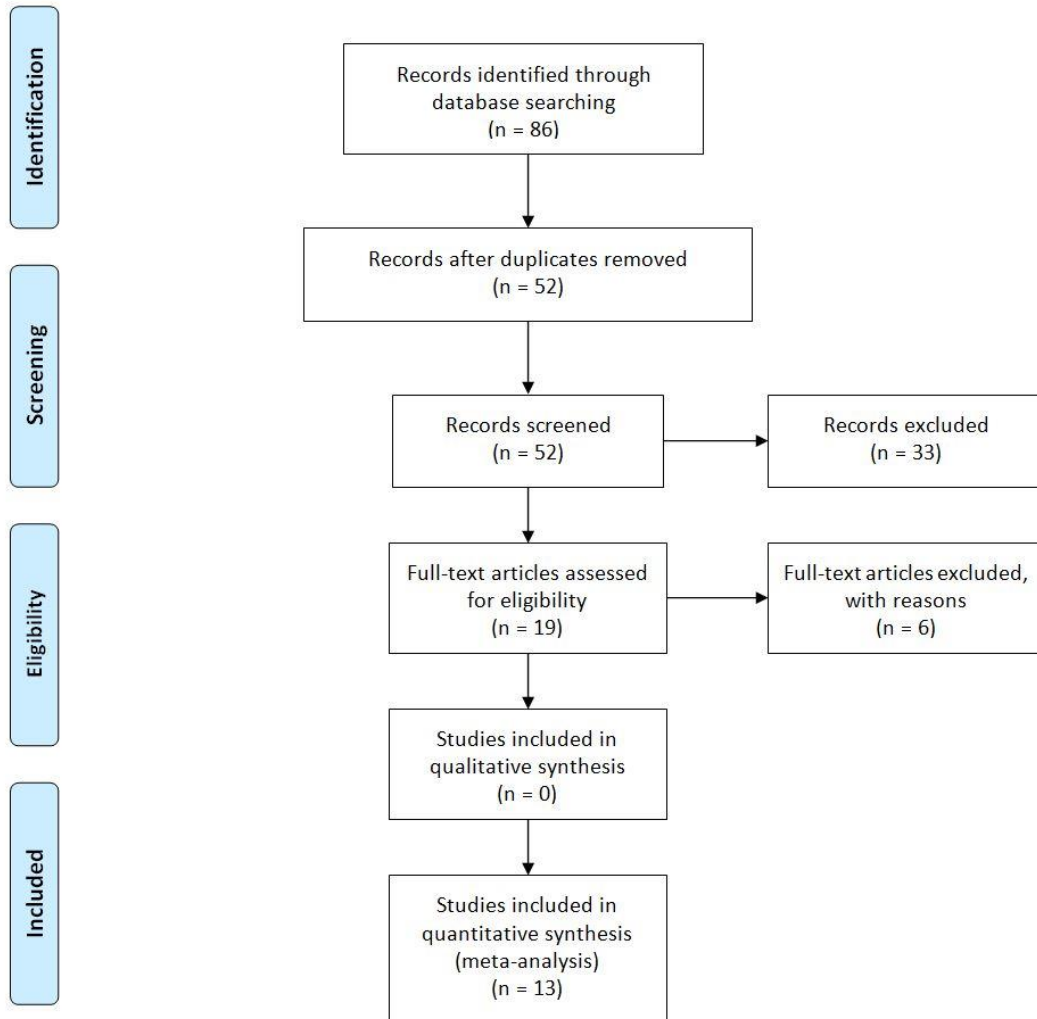 Identification
Records identified through
database searching
(n = 86)
Records after duplicates removed
(n = 52)
Screening
Records screened
(n = 52)
Records excluded
(n = 33)
Eligibility
Full-text articles assessed
for eligibility
(n = 19)
Full-text articles excluded,
with reasons
(n = 6)
Studies included in
qualitative synthesis
(n = 0)
Included
Studies included in
quantitative synthesis
(meta-analysis)
(n = 13)